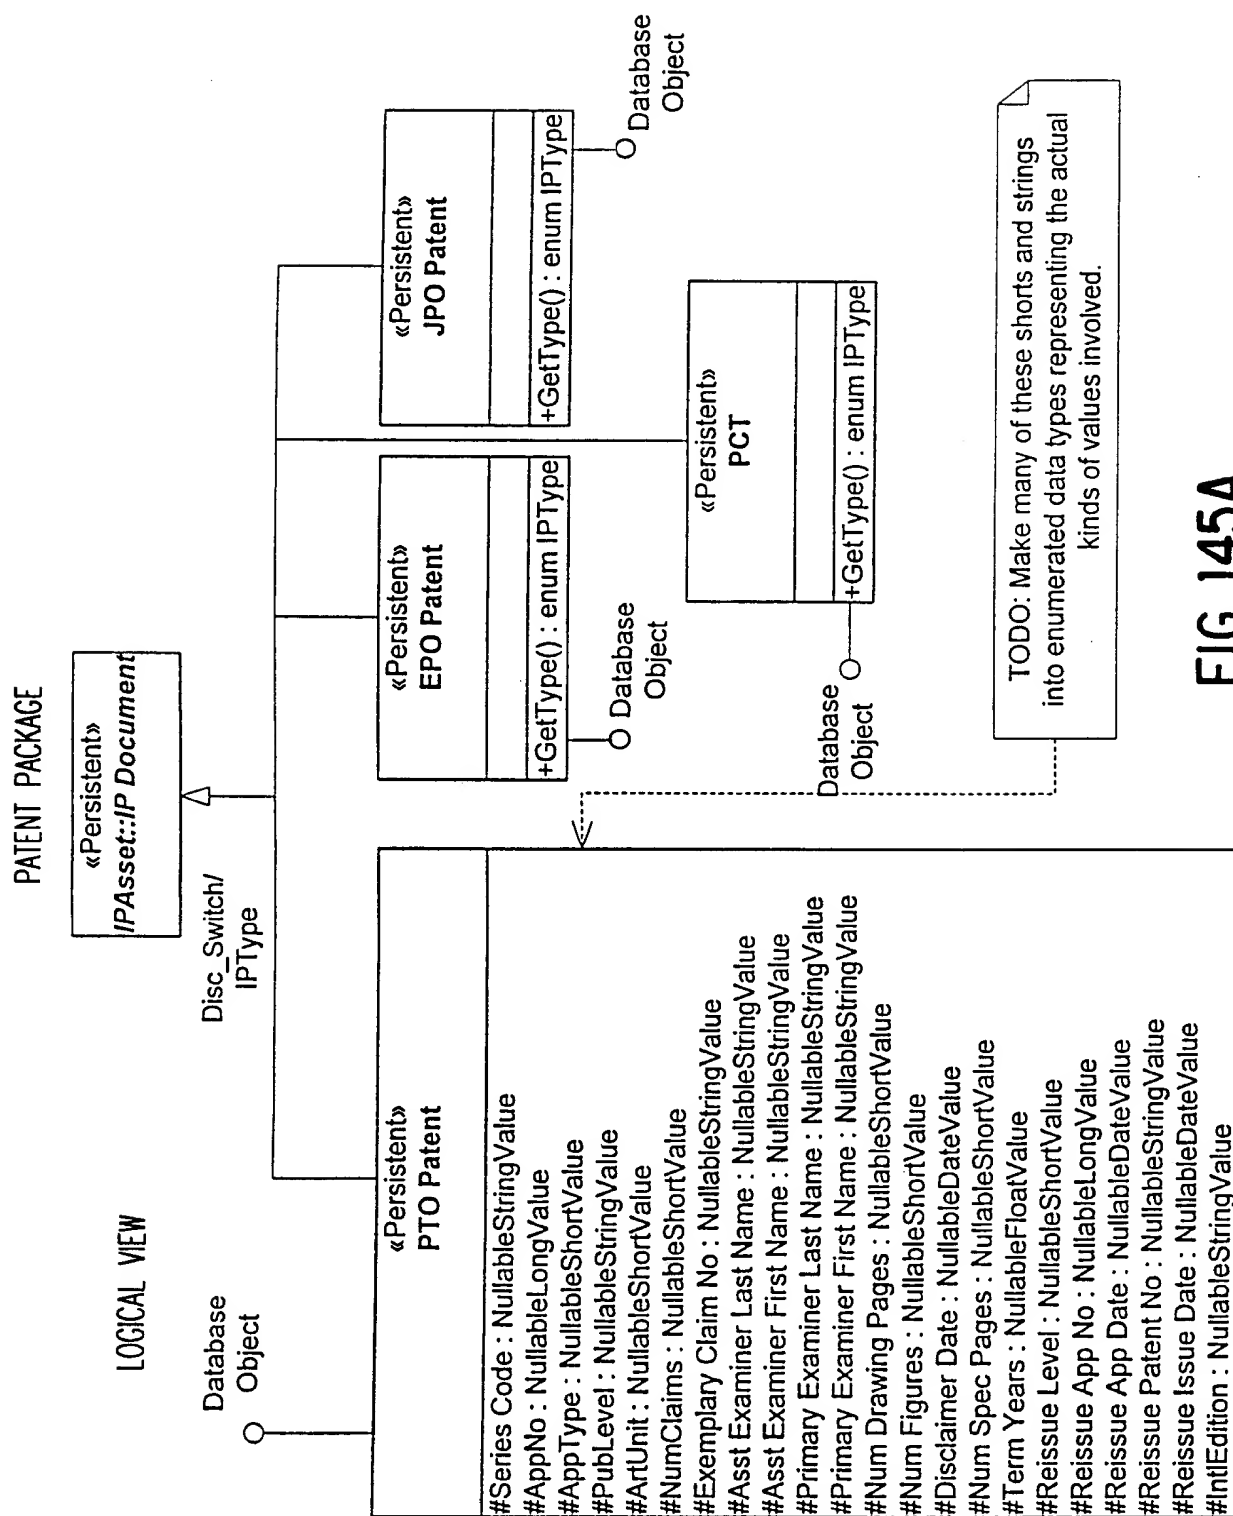 PATENT PACKAGE
LOGICAL VIEW
«Persistent»
IPAsset::IP Document
Disc_Switch/
IPType
Database
Object
«Persistent»
PTO Patent
#Series Code : NullableStringValue
#AppNo : NullableLongValue
#AppType : NullableShortValue
#PubLevel : NullableStringValue
#ArtUnit : NullableShortValue
#NumClaims : NullableShortValue
#Exemplary Claim No : NullableStringValue
#Asst Examiner Last Name : NullableStringValue
#Asst Examiner First Name : NullableStringValue
#Primary Examiner Last Name : NullableStringValue
#Primary Examiner First Name : NullableStringValue
#Num Drawing Pages : NullableShortValue
#Num Figures : NullableShortValue
#Disclaimer Date : NullableDateValue
#Num Spec Pages : NullableShortValue
#Term Years : NullableFloatValue
#Reissue Level : NullableShortValue
#Reissue App No : NullableLongValue
#Reissue App Date : NullableDateValue
#Reissue Patent No : NullableStringValue
#Reissue Issue Date : NullableDateValue
#IntlEdition : NullableStringValue
«Persistent»
EPO Patent
+GetType() : enum IPType
Database
Object
«Persistent»
JPO Patent
+GetType() : enum IPType
Database
Object
«Persistent»
PCT
+GetType() : enum IPType
Database
Object
TODO: Make many of these shorts and strings
into enumerated data types representing the actual
kinds of values involved.
FIG. 145A